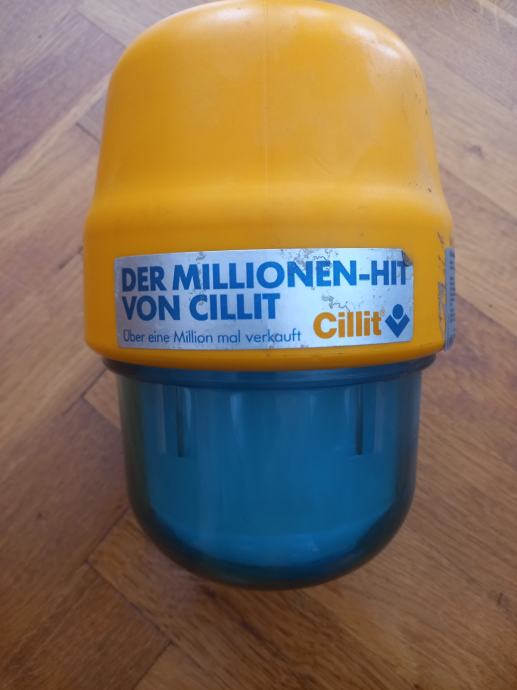 DER MILLIONEN-HIT
VON CILLIT
Über eine Million mal verkauft
Cillit